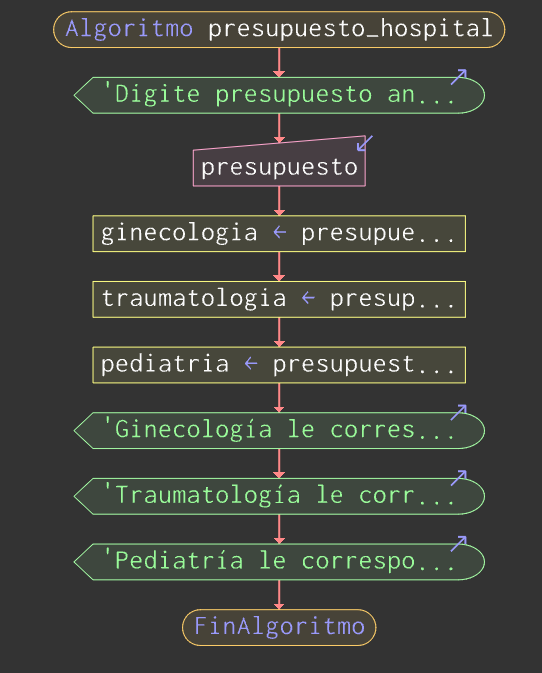 Algoritmo presupuesto_hospital
'Digite presupuesto an...
presupuesto
ginecologia ← presupue...
traumatologia ← presup...
pediatria ← presupuest...
'Ginecología le corres...
'Traumatología le corr...
'Pediatría le correspo...
FinAlgoritmo